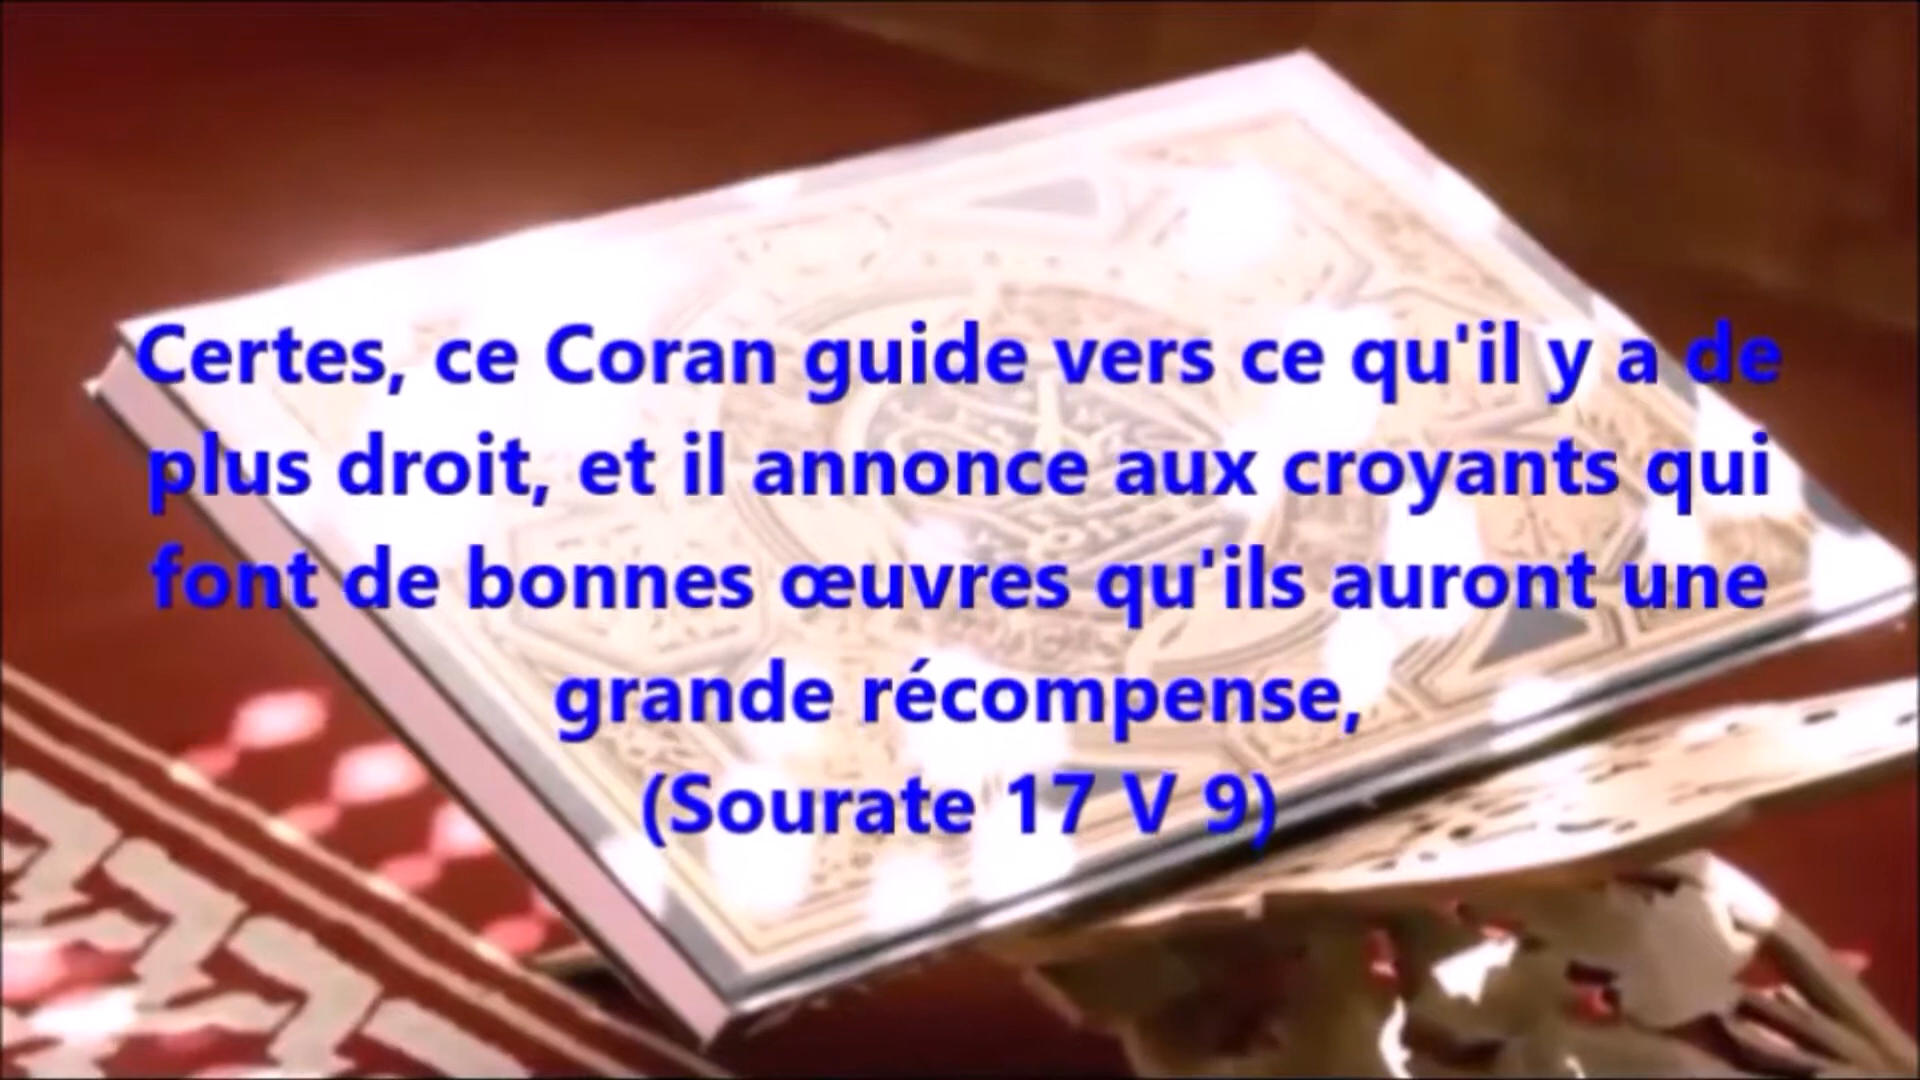 Certes, ce Coran guide vers ce qu'il y a de
plus droit, et il annonce aux croyants qui
font de bonnes œuvres qu'ils auront une
grande récompense,
(Sourate 17 V 9)